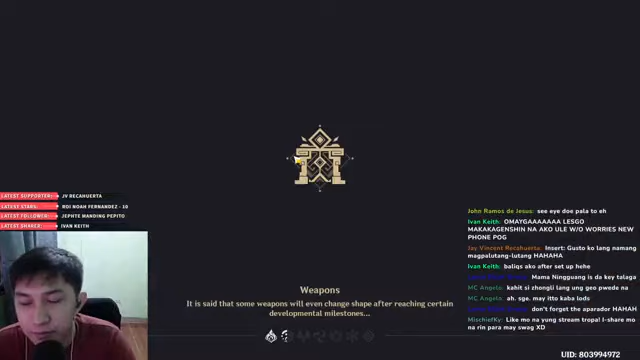 LATEST SUPPORTER: JV RECAHUERTA
LATEST STARS: ROI NOAH FERNANDEZ - 10
LATEST FOLLOWER: JEPHTE MANDING PEPITO
LATEST SHARER: IVAN KEITH
Weapons
It is said that some weapons will even change shape after reaching certain
developmental milestones...
John Ramos de Jesus: see eye doe pala to eh
Ivan Keith: OMAYGAAAAAAA LESGO
MAKAKAGENSHIN NA AKO ULE W/O WORRIES NEW
PHONE POG
Jay Vincent Recahuerta: Insert: Gusto ko lang namang
magpalutang-lutang HAHAHA
Ivan Keith: baliqs ako after set up hehe
Mama Ningguang is da key talaga
MC Angelo: kahit si zhongli lang ung geo pwede na
MC Angelo: ah. sge. may itto kaba lods
don't forget the aparador HAHAH
MischiefKy: Like mo na yung stream tropa! I-share mo
na rin para may swag XD
UID: 803994972